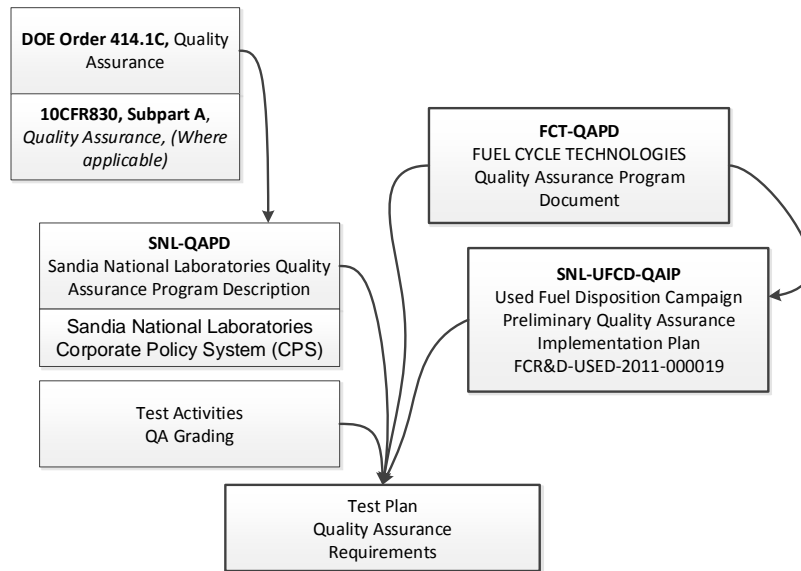 DOE Order 414.1C, Quality
Assurance
10CFR830, Subpart A,
Quality Assurance, (Where
applicable)
FCT-QAPD
FUEL CYCLE TECHNOLOGIES
Quality Assurance Program
Document
SNL-QAPD
Sandia National Laboratories Quality
Assurance Program Description
Sandia National Laboratories
Corporate Policy System (CPS)
SNL-UFCD-QAIP
Used Fuel Disposition Campaign
Preliminary Quality Assurance
Implementation Plan
FCR&D-USED-2011-000019
Test Activities
QA Grading
Test Plan
Quality Assurance
Requirements